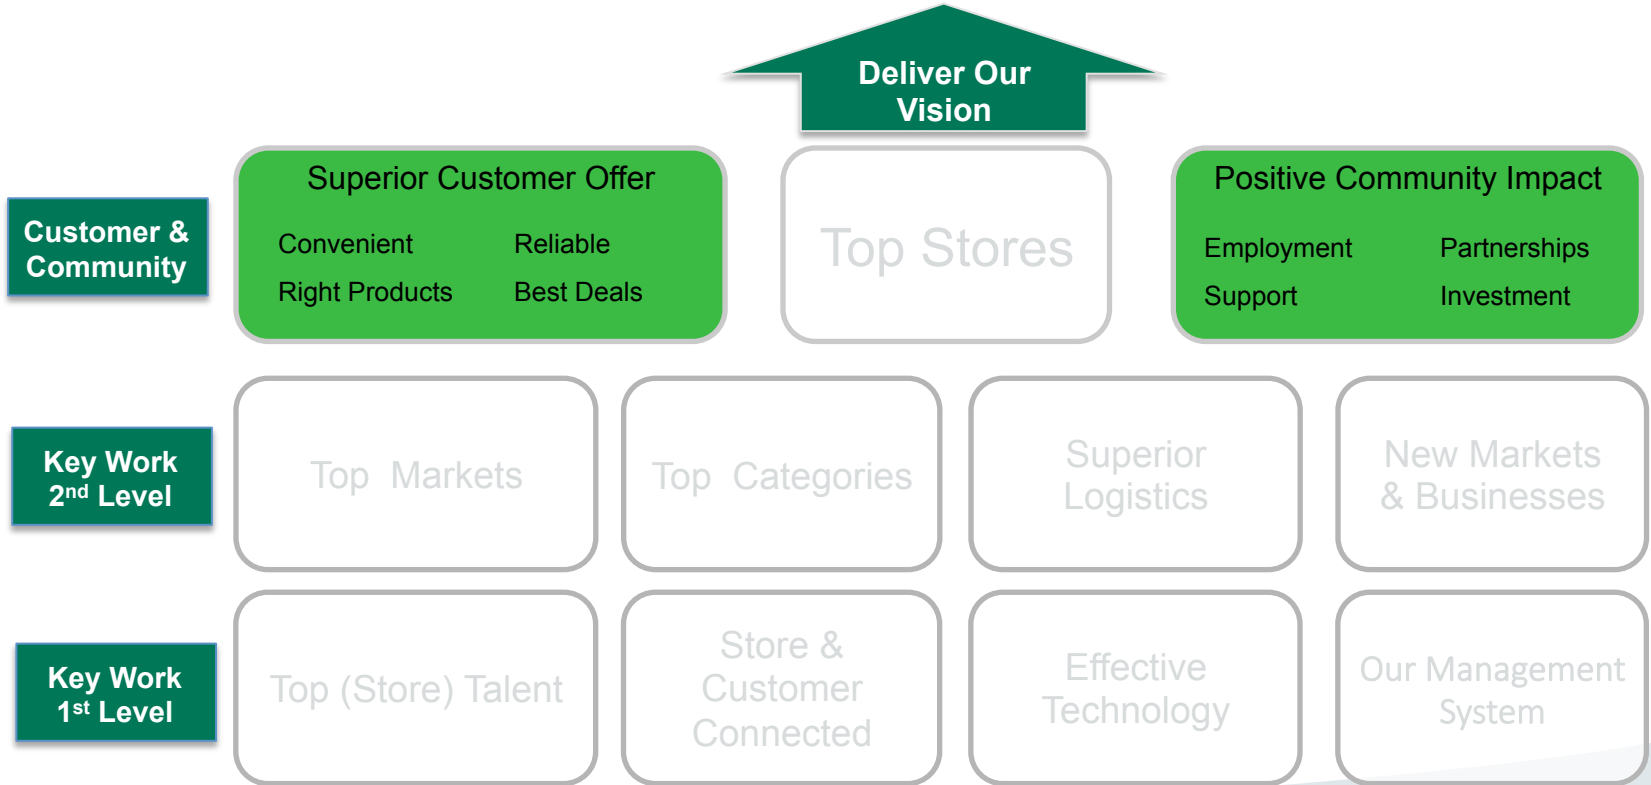 Deliver Our
Vision
Customer &
Community
Superior Customer Offer
Convenient Reliable
Right Products Best Deals
Top Stores
Positive Community Impact
Employment Partnerships
Support Investment
Key Work
2nd Level
Top Markets
Top Categories
Superior
Logistics
New Markets
& Businesses
Key Work
1st Level
Top (Store) Talent
Store &
Customer
Connected
Effective
Technology
Our Management
System